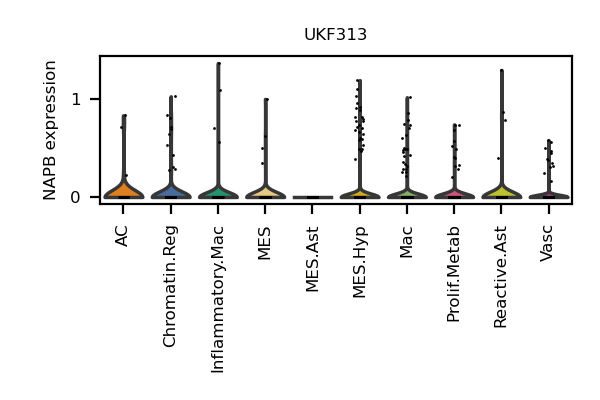 UKF313
NAPB expression
1
0
AC
Chromatin.Reg
Inflammatory.Mac
MES
MES.Ast
MES.Hyp
Mac
Prolif.Metab
Reactive.Ast
Vasc